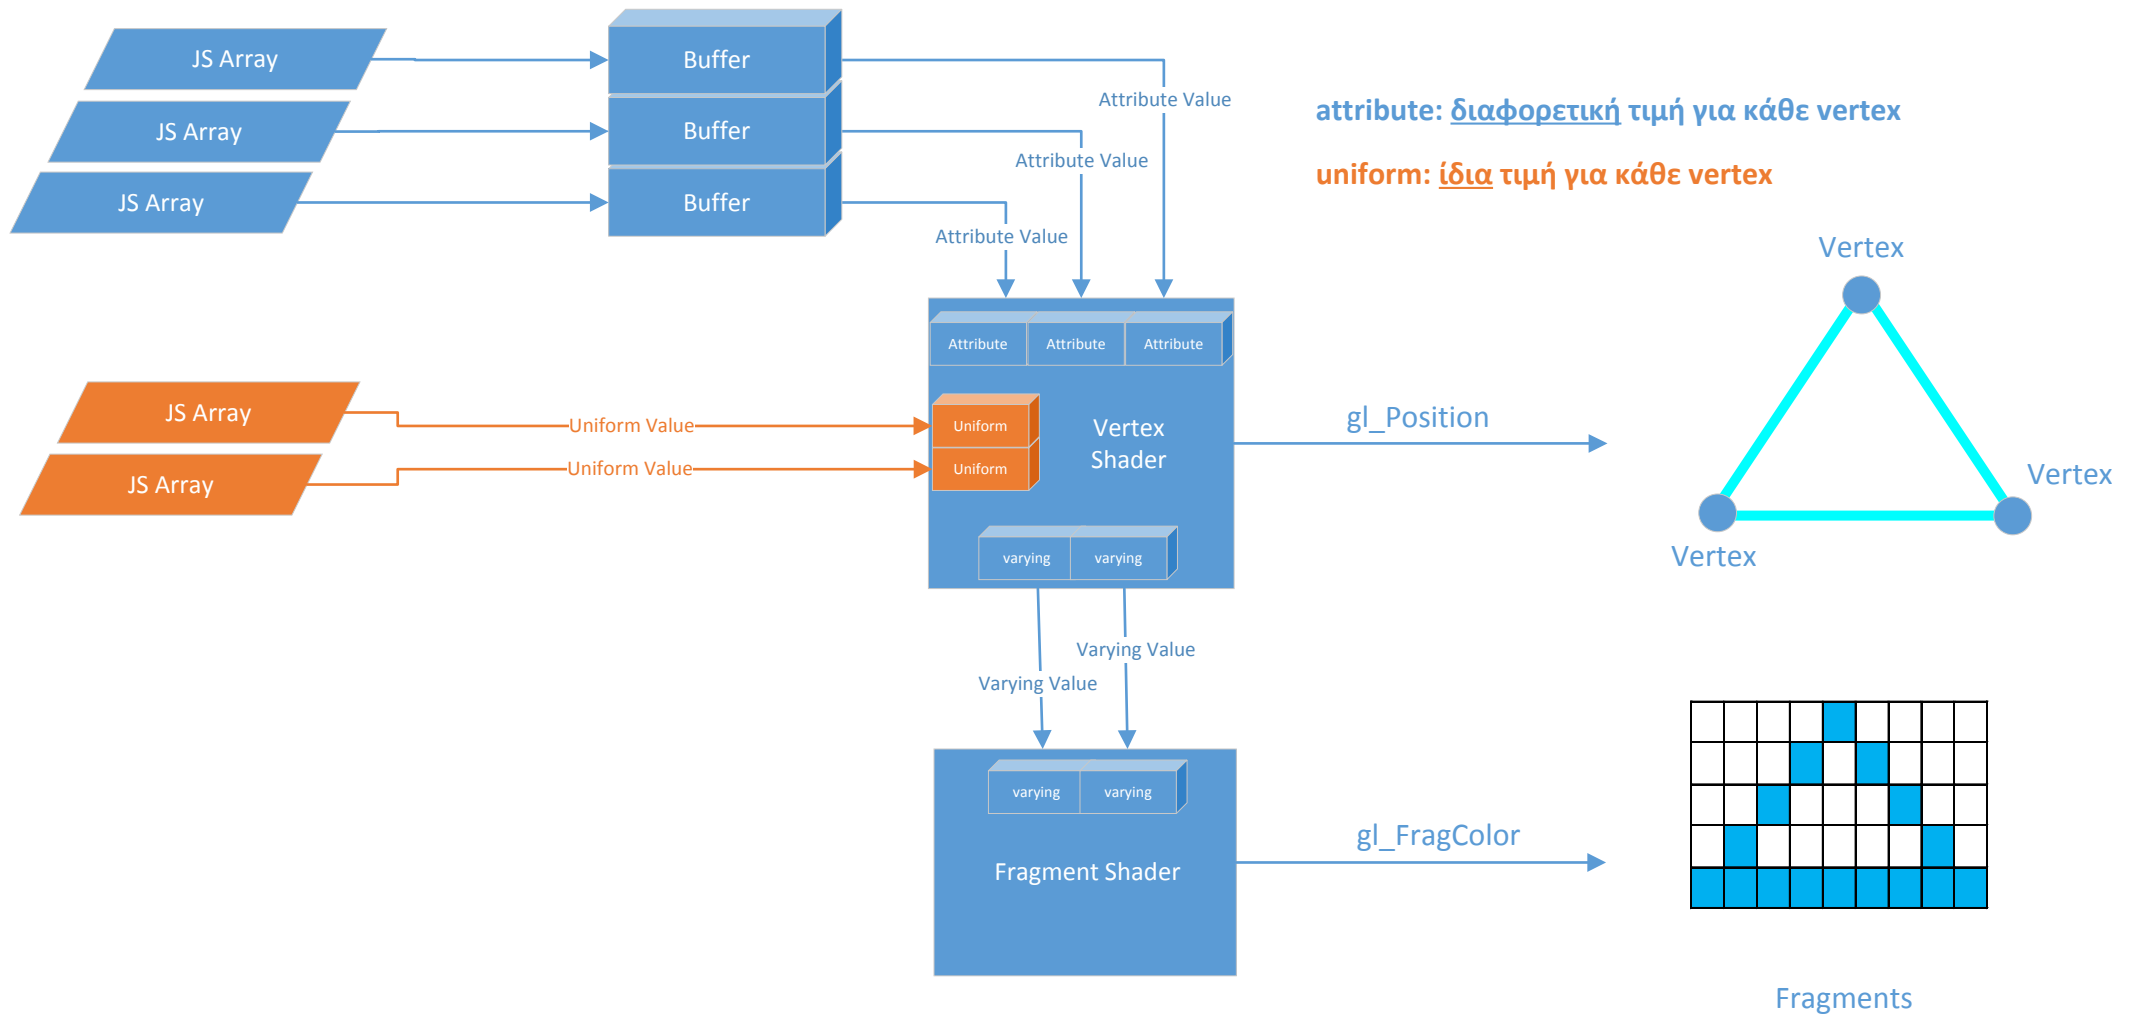 JS Array
Buffer
JS Array
Buffer
JS Array
Buffer
Attribute Value
Attribute Value
Attribute Value
attribute: διαφορετική τιμή για κάθε vertex
uniform: ίδια τιμή για κάθε vertex
Attribute
Attribute
Attribute
JS Array
JS Array
Uniform Value
Uniform Value
Uniform
Uniform
Vertex
Shader
varying
varying
gl_Position
Vertex
Vertex
Vertex
Varying Value
Varying Value
varying
varying
Fragment Shader
gl_FragColor
Fragments